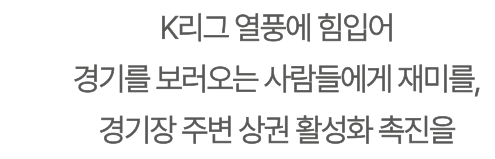 K리그 열풍에 힘입어
경기를 보러오는 사람들에게 재미를,
경기장 주변 상권 활성화 촉진을